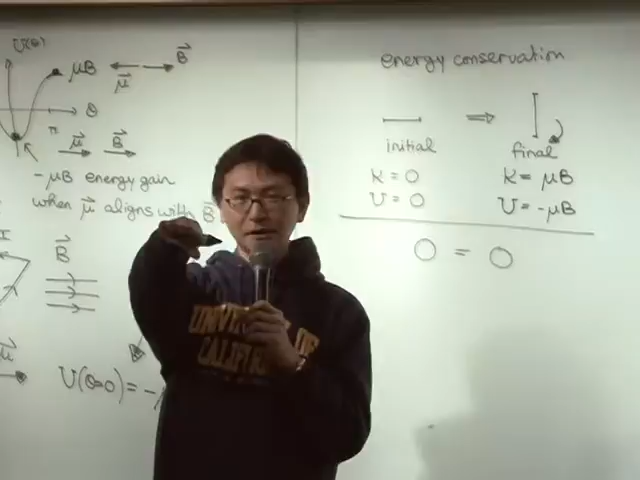 U(θ)
μB
μ⃗
B⃗
θ
π
μ⃗ B⃗
-μB energy gain
when μ⃗ aligns with B⃗
I
B⃗
μ⃗
U(θ=0) = -
energy conservation
⇒
initial
final
K = 0
K = μB
U = 0
U = -μB
0 = 0
UNIVERSITY OF
CALIFORNIA